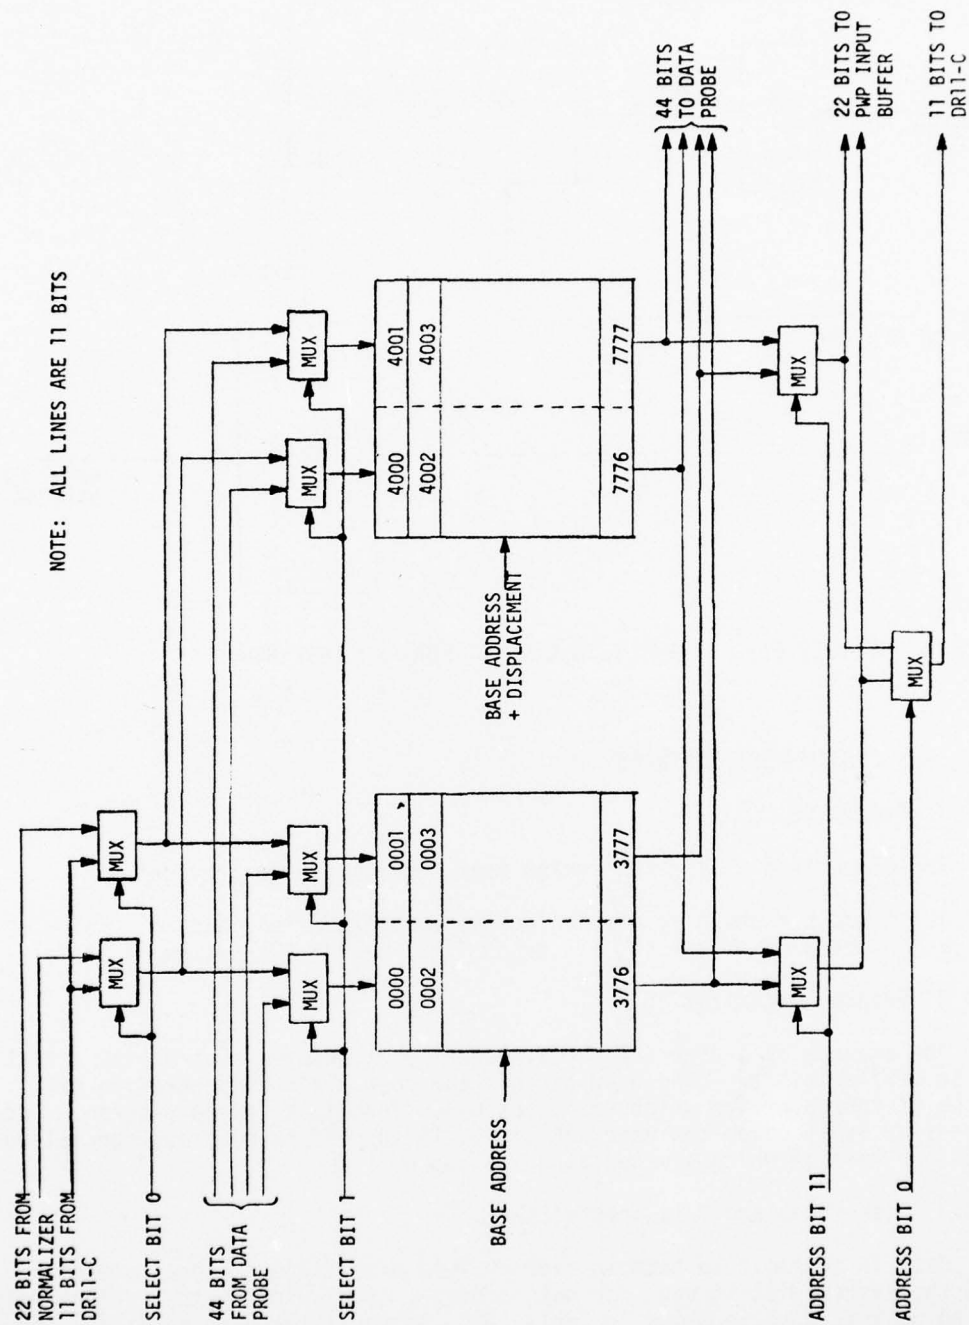 NOTE: ALL LINES ARE 11 BITS
22 BITS FROM
NORMALIZER
11 BITS FROM
DR11-C
SELECT BIT 0
44 BITS
FROM DATA
PROBE
SELECT BIT 1
MUX
MUX
MUX
MUX
MUX
MUX
BASE ADDRESS
0000
0001
0002
0003
3776
3777
BASE ADDRESS
+ DISPLACEMENT
4000
4001
4002
4003
7776
7777
44 BITS
TO DATA
PROBE
ADDRESS BIT 11
MUX
MUX
22 BITS TO
PWP INPUT
BUFFER
ADDRESS BIT 0
MUX
11 BITS TO
DR11-C